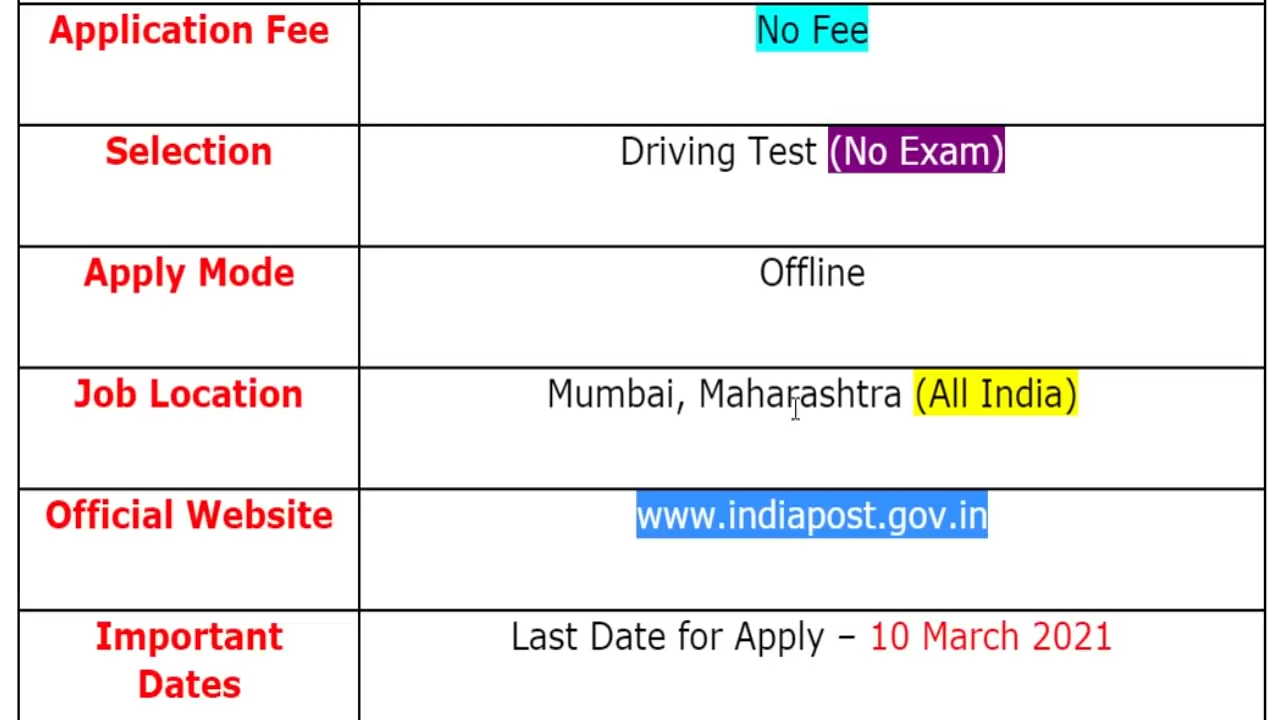 Application Fee No Fee
Selection Driving Test (No Exam)
Apply Mode Offline
Job Location Mumbai, Maharashtra (All India)
Official Website www.indiapost.gov.in
Important Last Date for Apply – 10 March 2021
Dates